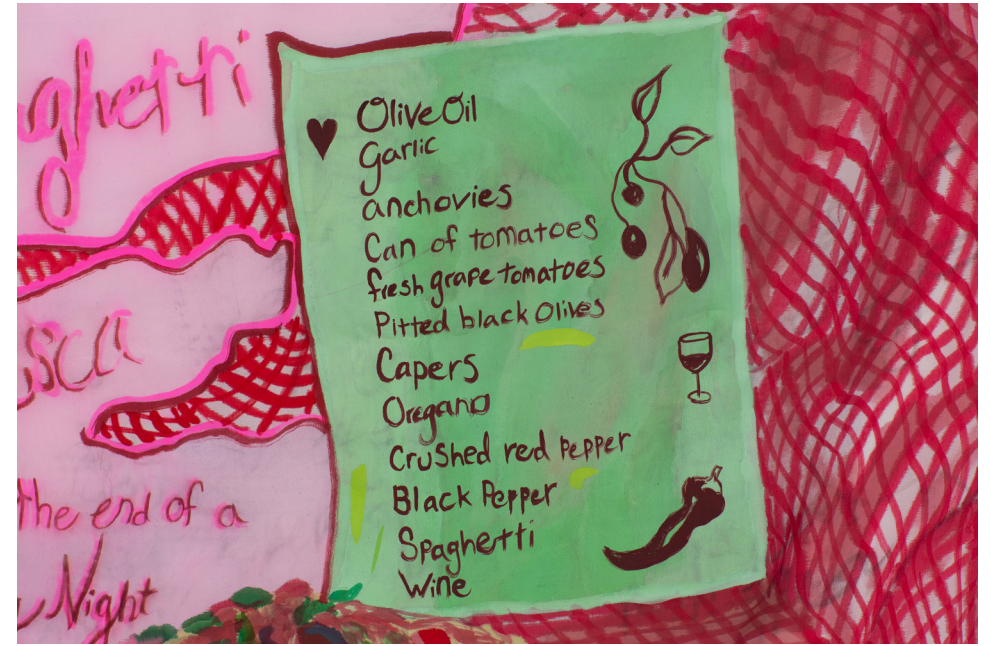 ghetti
sca
the end of a
Night
Olive Oil
Garlic
anchovies
Can of tomatoes
fresh grape tomatoes
Pitted black Olives
Capers
Oregano
Crushed red Pepper
Black Pepper
Spaghetti
Wine